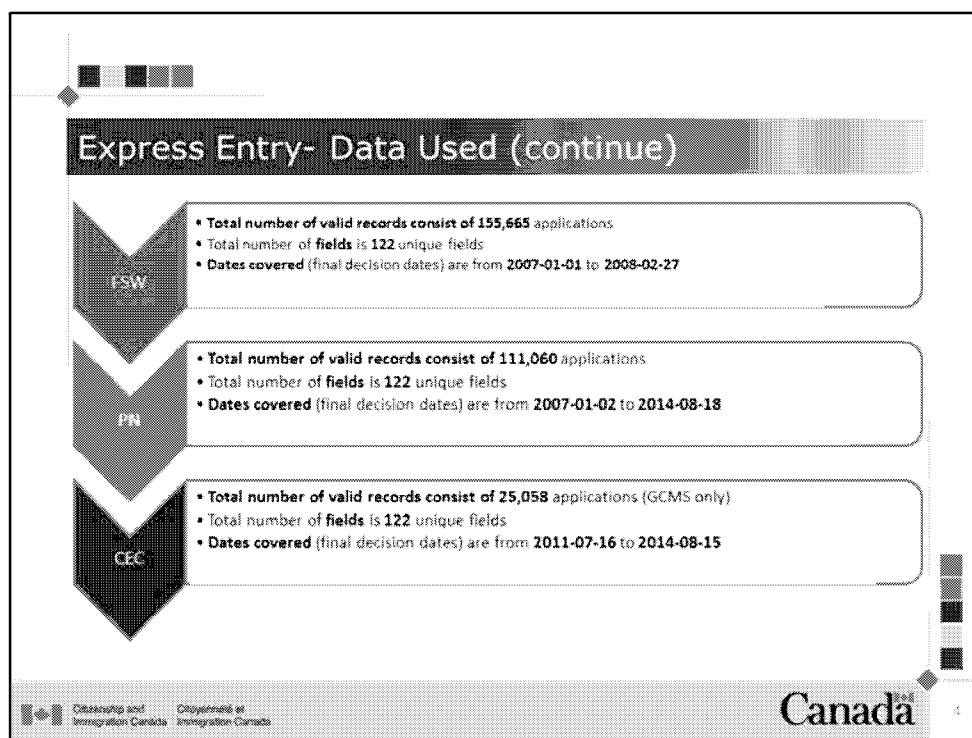 Express Entry- Data Used (continue)
FSW
• Total number of valid records consist of 155,665 applications
• Total number of fields is 122 unique fields
• Dates covered (final decision dates) are from 2007-01-01 to 2008-02-27
PN
• Total number of valid records consist of 111,060 applications
• Total number of fields is 122 unique fields
• Dates covered (final decision dates) are from 2007-01-02 to 2014-08-18
CEC
• Total number of valid records consist of 25,058 applications (GCMS only)
• Total number of fields is 122 unique fields
• Dates covered (final decision dates) are from 2011-07-16 to 2014-08-15
Citizenship and Citoyenneté et
Immigration Canada Immigration Canada
Canada
4